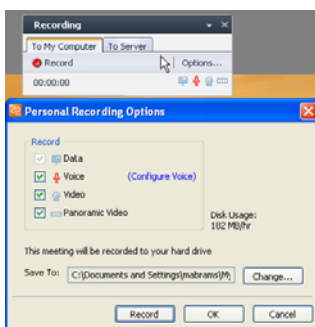 Recording
To My Computer To Server
Record Options...
00:00:00
Personal Recording Options
Record
Data
Voice (Configure Voice)
Video
Panoramic Video
Disk Usage:
102 MB/hr
This meeting will be recorded to your hard drive
Save To: C:\Documents and Settings\mabrams\My Change...
Record OK Cancel